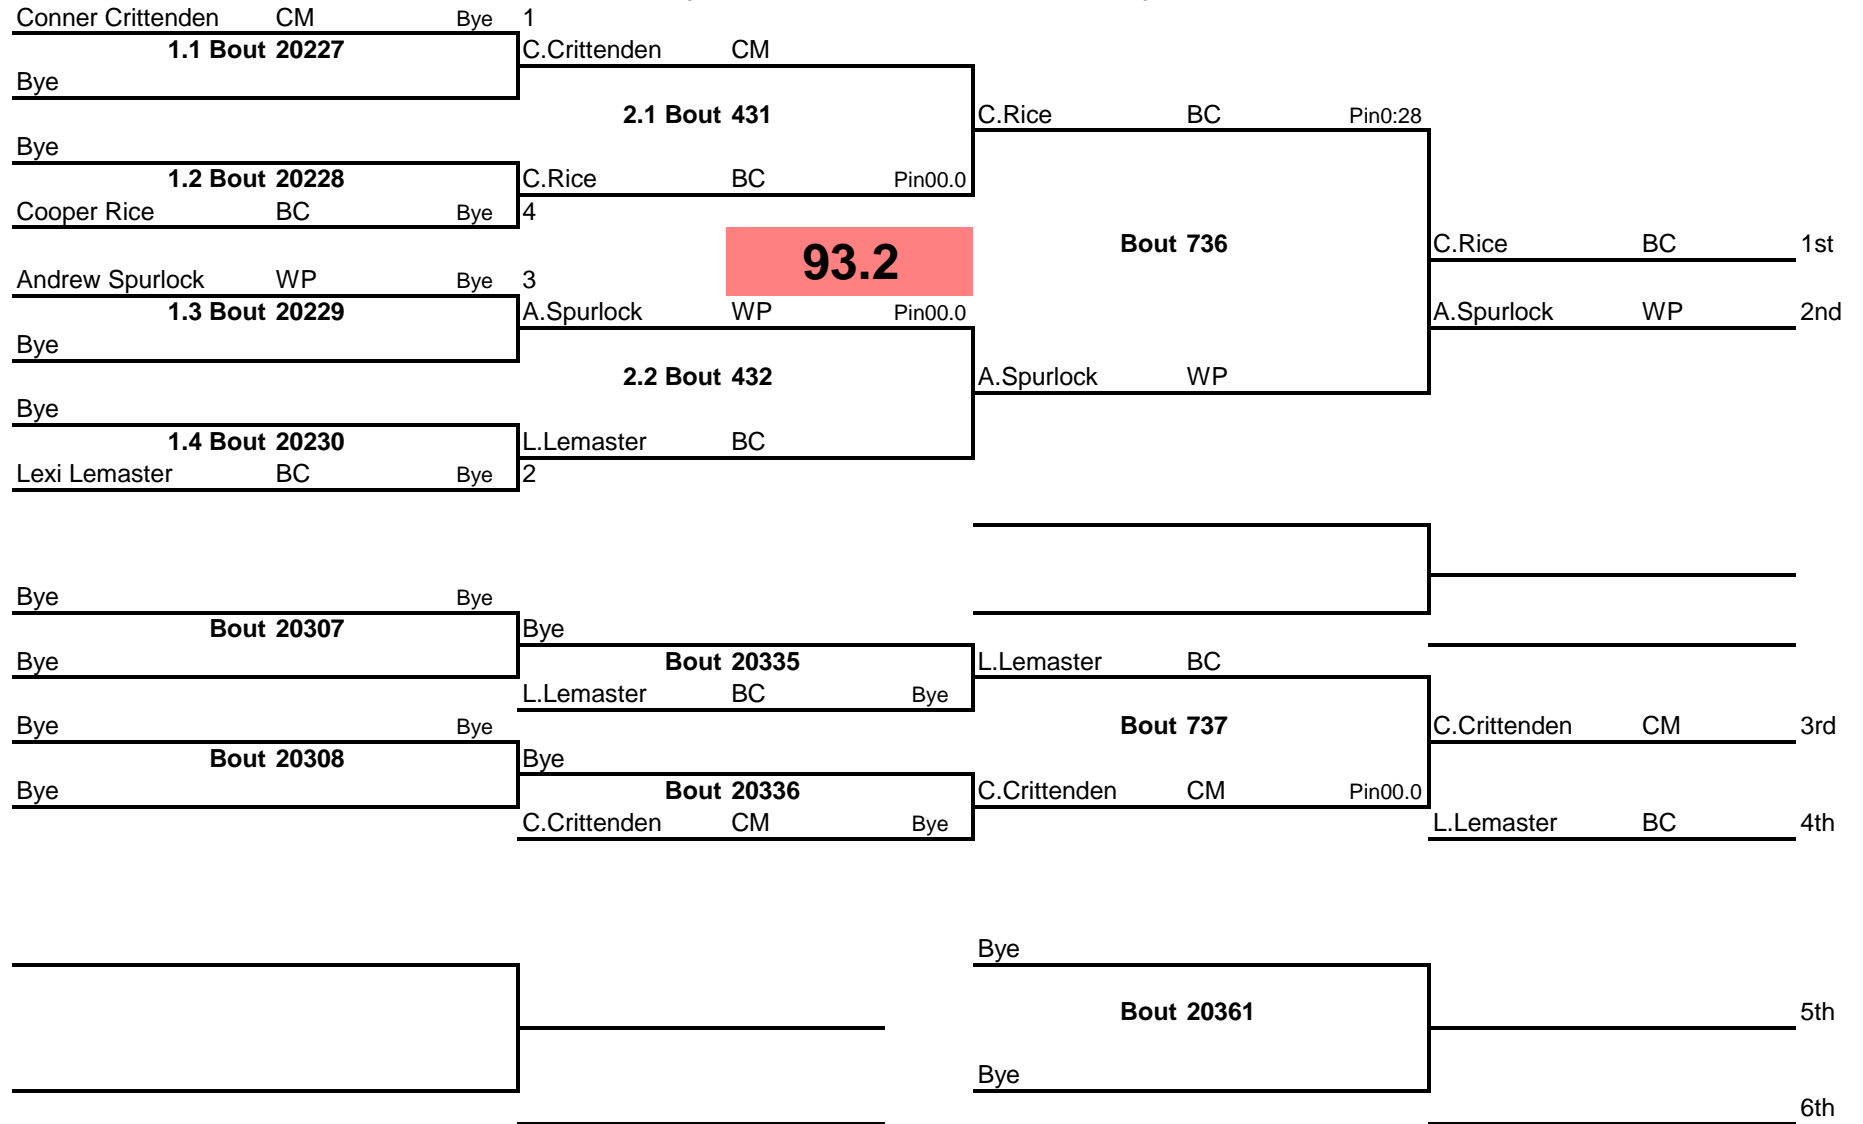 Conner Crittenden CM Bye 1
1.1 Bout 20227 C.Crittenden CM
Bye
2.1 Bout 431 C.Rice BC Pin0:28
Bye
1.2 Bout 20228 C.Rice BC Pin00.0
Cooper Rice BC Bye 4
93.2 Bout 736 C.Rice BC 1st
Andrew Spurlock WP Bye 3
1.3 Bout 20229 A.Spurlock WP Pin00.0 A.Spurlock WP 2nd
Bye
2.2 Bout 432 A.Spurlock WP
Bye
1.4 Bout 20230 L.Lemaster BC
Lexi Lemaster BC Bye 2
Bye Bye
Bout 20307 Bye
Bye Bout 20335 L.Lemaster BC
L.Lemaster BC Bye
Bye Bye Bout 737 C.Crittenden CM 3rd
Bout 20308 Bye
Bye Bout 20336 C.Crittenden CM Pin00.0
C.Crittenden CM Bye L.Lemaster BC 4th
Bye
Bout 20361 5th
Bye
6th